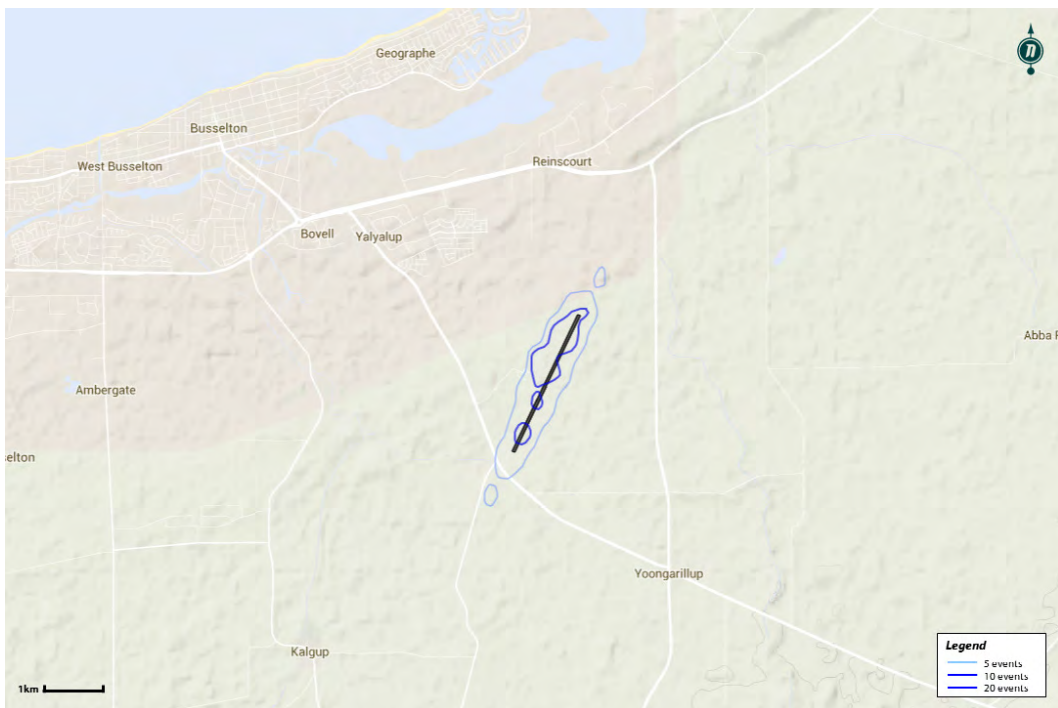 Geographe
Busselton
West Busselton
Reinscourt
Bovell
Yalyalup
Abba R
Ambergate
selton
Yoongarillup
Kalgup
Legend
5 events
10 events
20 events
1km